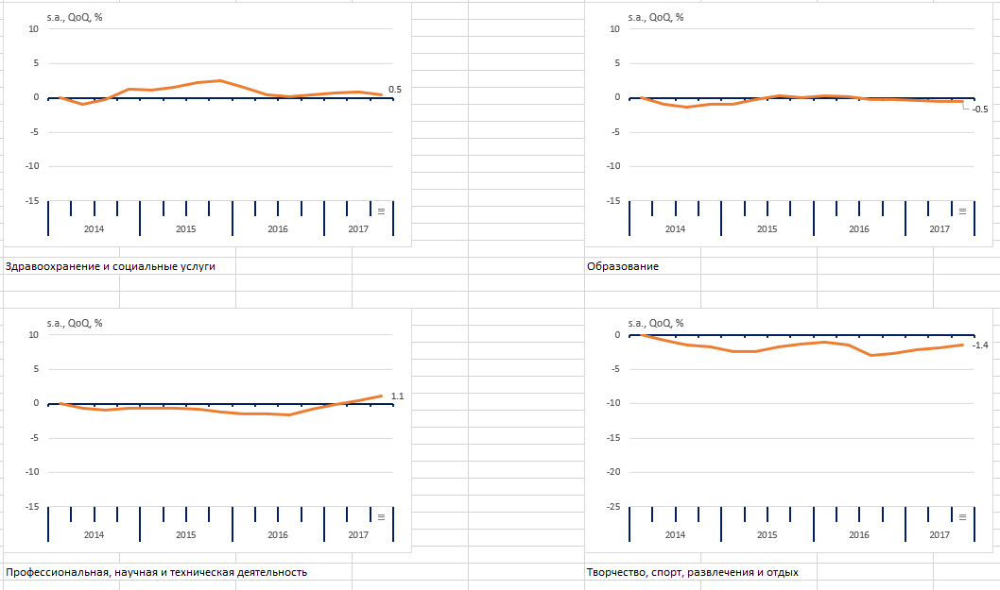 s.a., QoQ, %
10
5
0
-5
-10
-15
0.5
2014 2015 2016 2017
s.a., QoQ, %
10
5
0
-5
-10
-15
-0.5
2014 2015 2016 2017
Здравоохранение и социальные услуги
Образование
s.a., QoQ, %
10
5
0
-5
-10
-15
1.1
2014 2015 2016 2017
s.a., QoQ, %
0
-5
-10
-15
-20
-25
-1.4
2014 2015 2016 2017
Профессиональная, научная и техническая деятельность
Творчество, спорт, развлечения и отдых